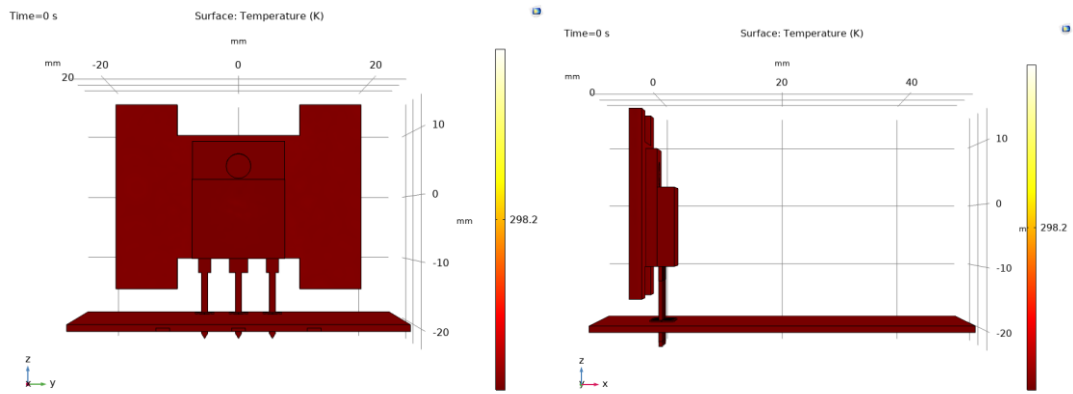 Time=0 s Surface: Temperature (K)
mm
mm -20 0 20
20
10
0
mm 298.2
-10
-20
z
x y
Time=0 s Surface: Temperature (K)
mm
mm 0 20 40
0
10
0
298.2
-10
-20
z
y x